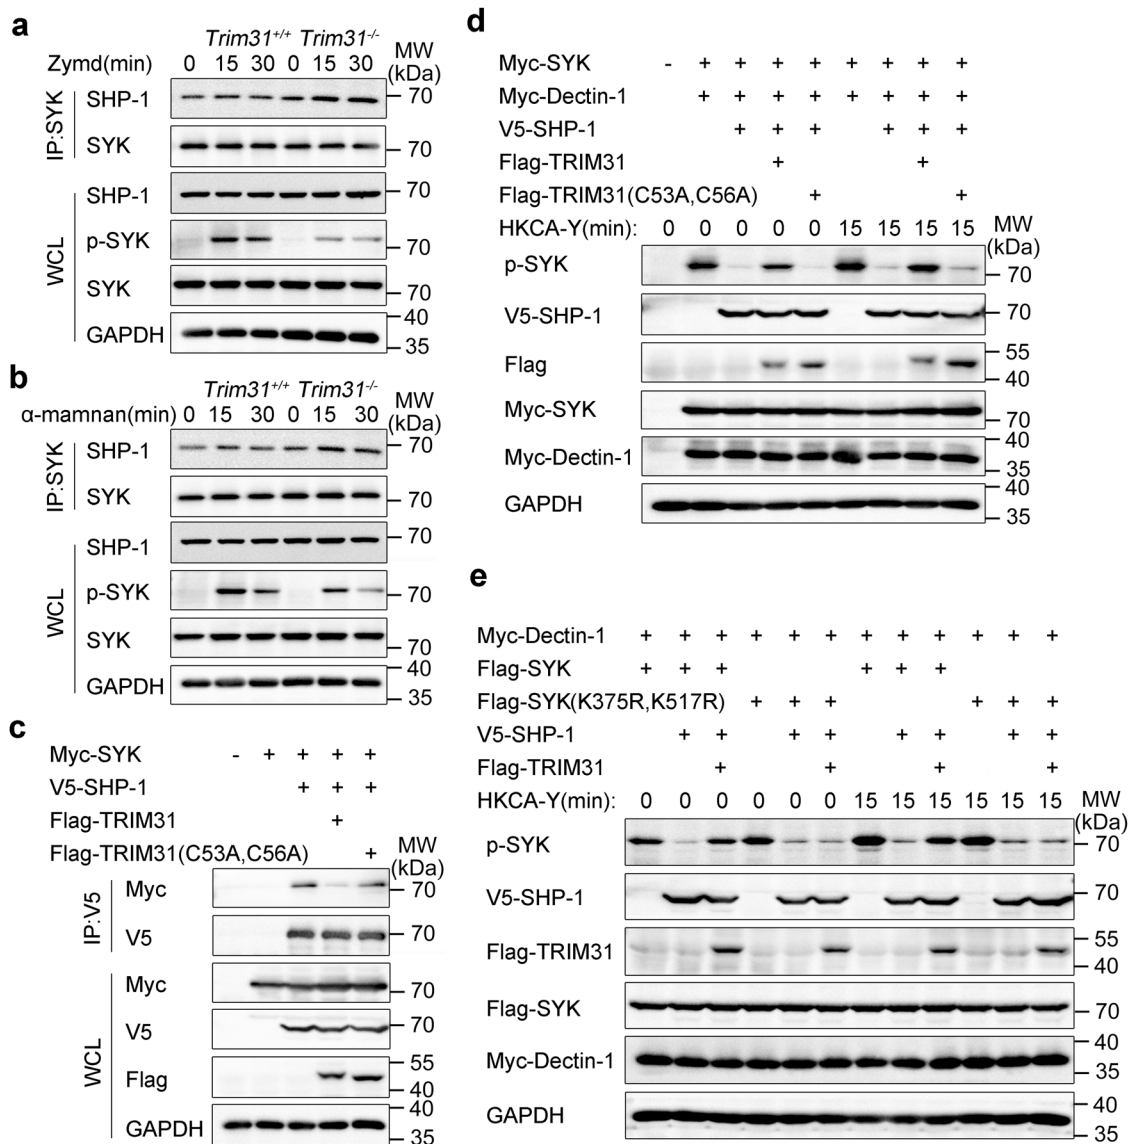 a
Trim31+/+ Trim31-/-
MW
(kDa)
Zymd(min) 0 15 30 0 15 30
IP:SYK
SHP-1 70
SYK 70
WCL
SHP-1 70
p-SYK 70
SYK 70
GAPDH 40
35
b
Trim31+/+ Trim31-/-
MW
(kDa)
α-mamnan(min) 0 15 30 0 15 30
IP:SYK
SHP-1 70
SYK 70
WCL
SHP-1 70
p-SYK 70
SYK 70
GAPDH 40
35
c
Myc-SYK - + + + +
V5-SHP-1 + + +
Flag-TRIM31 +
Flag-TRIM31(C53A,C56A) +
MW
(kDa)
IP:V5
Myc 70
V5 70
WCL
Myc 70
V5 70
Flag 55
40
GAPDH 40
35
d
Myc-SYK - + + + + + + + +
Myc-Dectin-1 + + + + + + + +
V5-SHP-1 + + + + + +
Flag-TRIM31 + +
Flag-TRIM31(C53A,C56A) + +
HKCA-Y(min): 0 0 0 0 0 15 15 15 15
MW
(kDa)
p-SYK 70
V5-SHP-1 70
Flag 55
40
Myc-SYK 70
Myc-Dectin-1 40
35
GAPDH 40
35
e
Myc-Dectin-1 + + + + + + + + + + + +
Flag-SYK + + + + + +
Flag-SYK(K375R,K517R) + + + + + +
V5-SHP-1 + + + + + + + +
Flag-TRIM31 + + + +
HKCA-Y(min): 0 0 0 0 0 0 15 15 15 15 15 15
MW
(kDa)
p-SYK 70
V5-SHP-1 70
Flag-TRIM31 55
40
Flag-SYK 70
Myc-Dectin-1 40
35
GAPDH 40
35